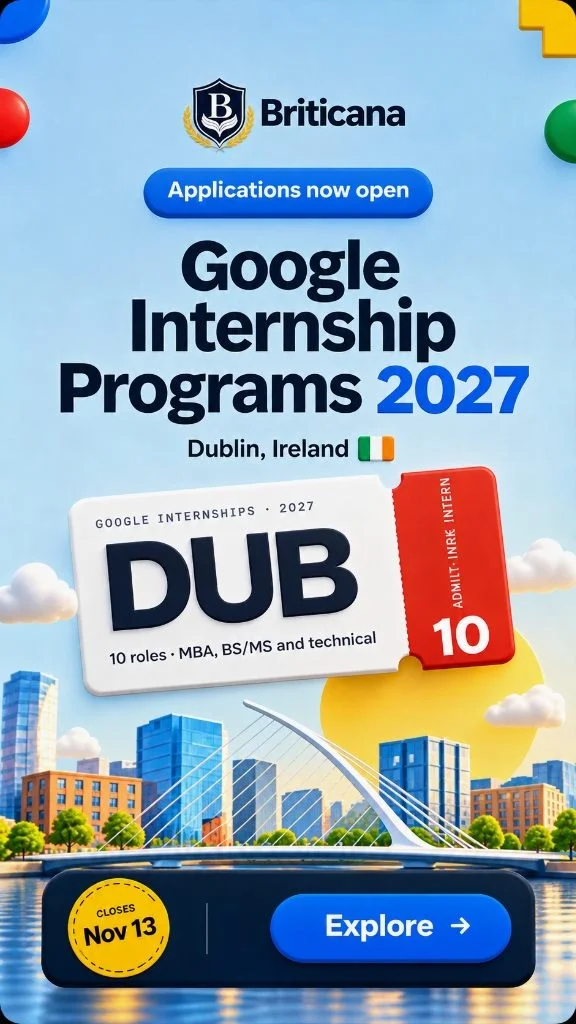 B
Briticana
Applications now open
Google
Internship
Programs 2027
Dublin, Ireland
GOOGLE INTERNSHIPS · 2027
DUB
10 roles · MBA, BS/MS and technical
INTERN
10
CLOSES
Nov 13
Explore →